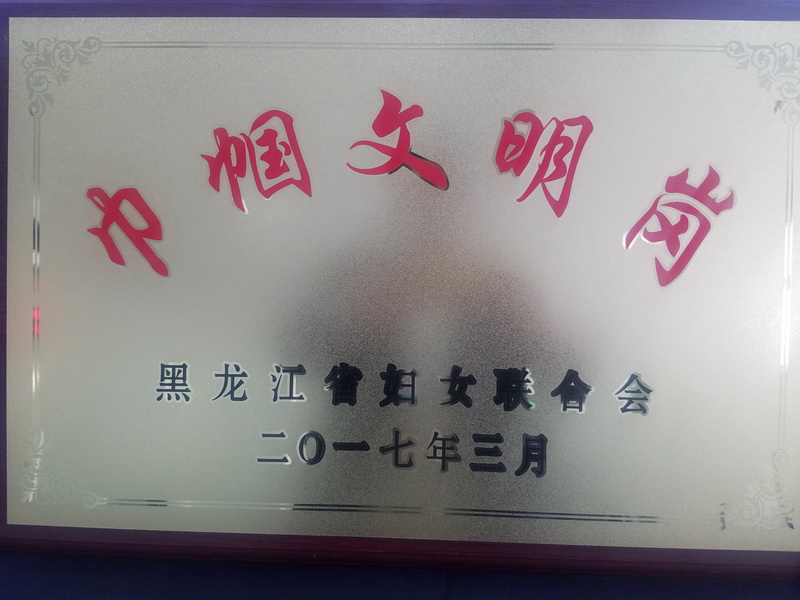 巾帼文明岗
黑龙江省妇女联合会
二〇一七年三月